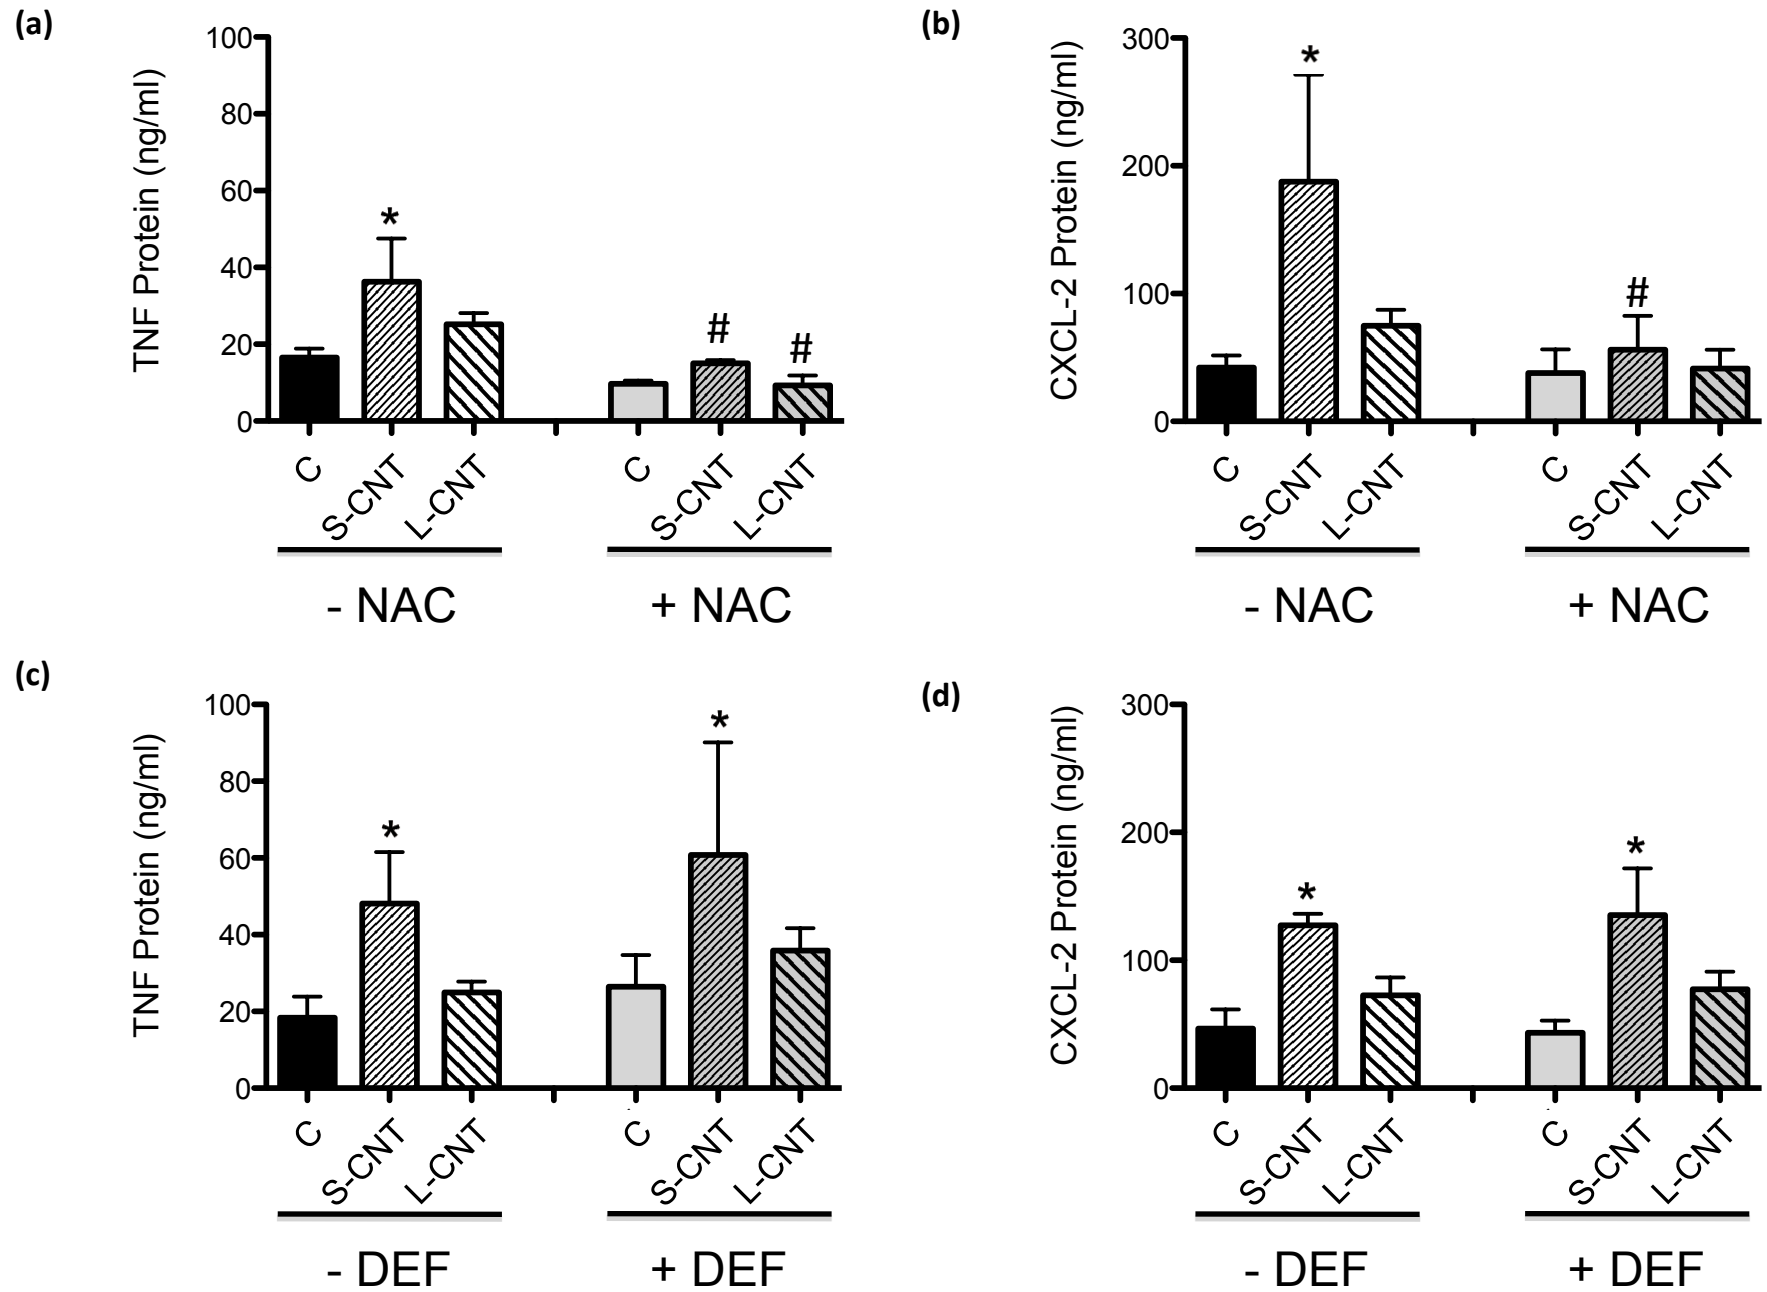 (a)
TNF Protein (ng/ml)
100
80
60
40
20
0
*
#
#
C
S-CNT
L-CNT
C
S-CNT
L-CNT
- NAC
+ NAC
(b)
CXCL-2 Protein (ng/ml)
300
200
100
0
*
#
C
S-CNT
L-CNT
C
S-CNT
L-CNT
- NAC
+ NAC
(c)
TNF Protein (ng/ml)
100
80
60
40
20
0
*
*
C
S-CNT
L-CNT
C
S-CNT
L-CNT
- DEF
+ DEF
(d)
CXCL-2 Protein (ng/ml)
300
200
100
0
*
*
C
S-CNT
L-CNT
C
S-CNT
L-CNT
- DEF
+ DEF